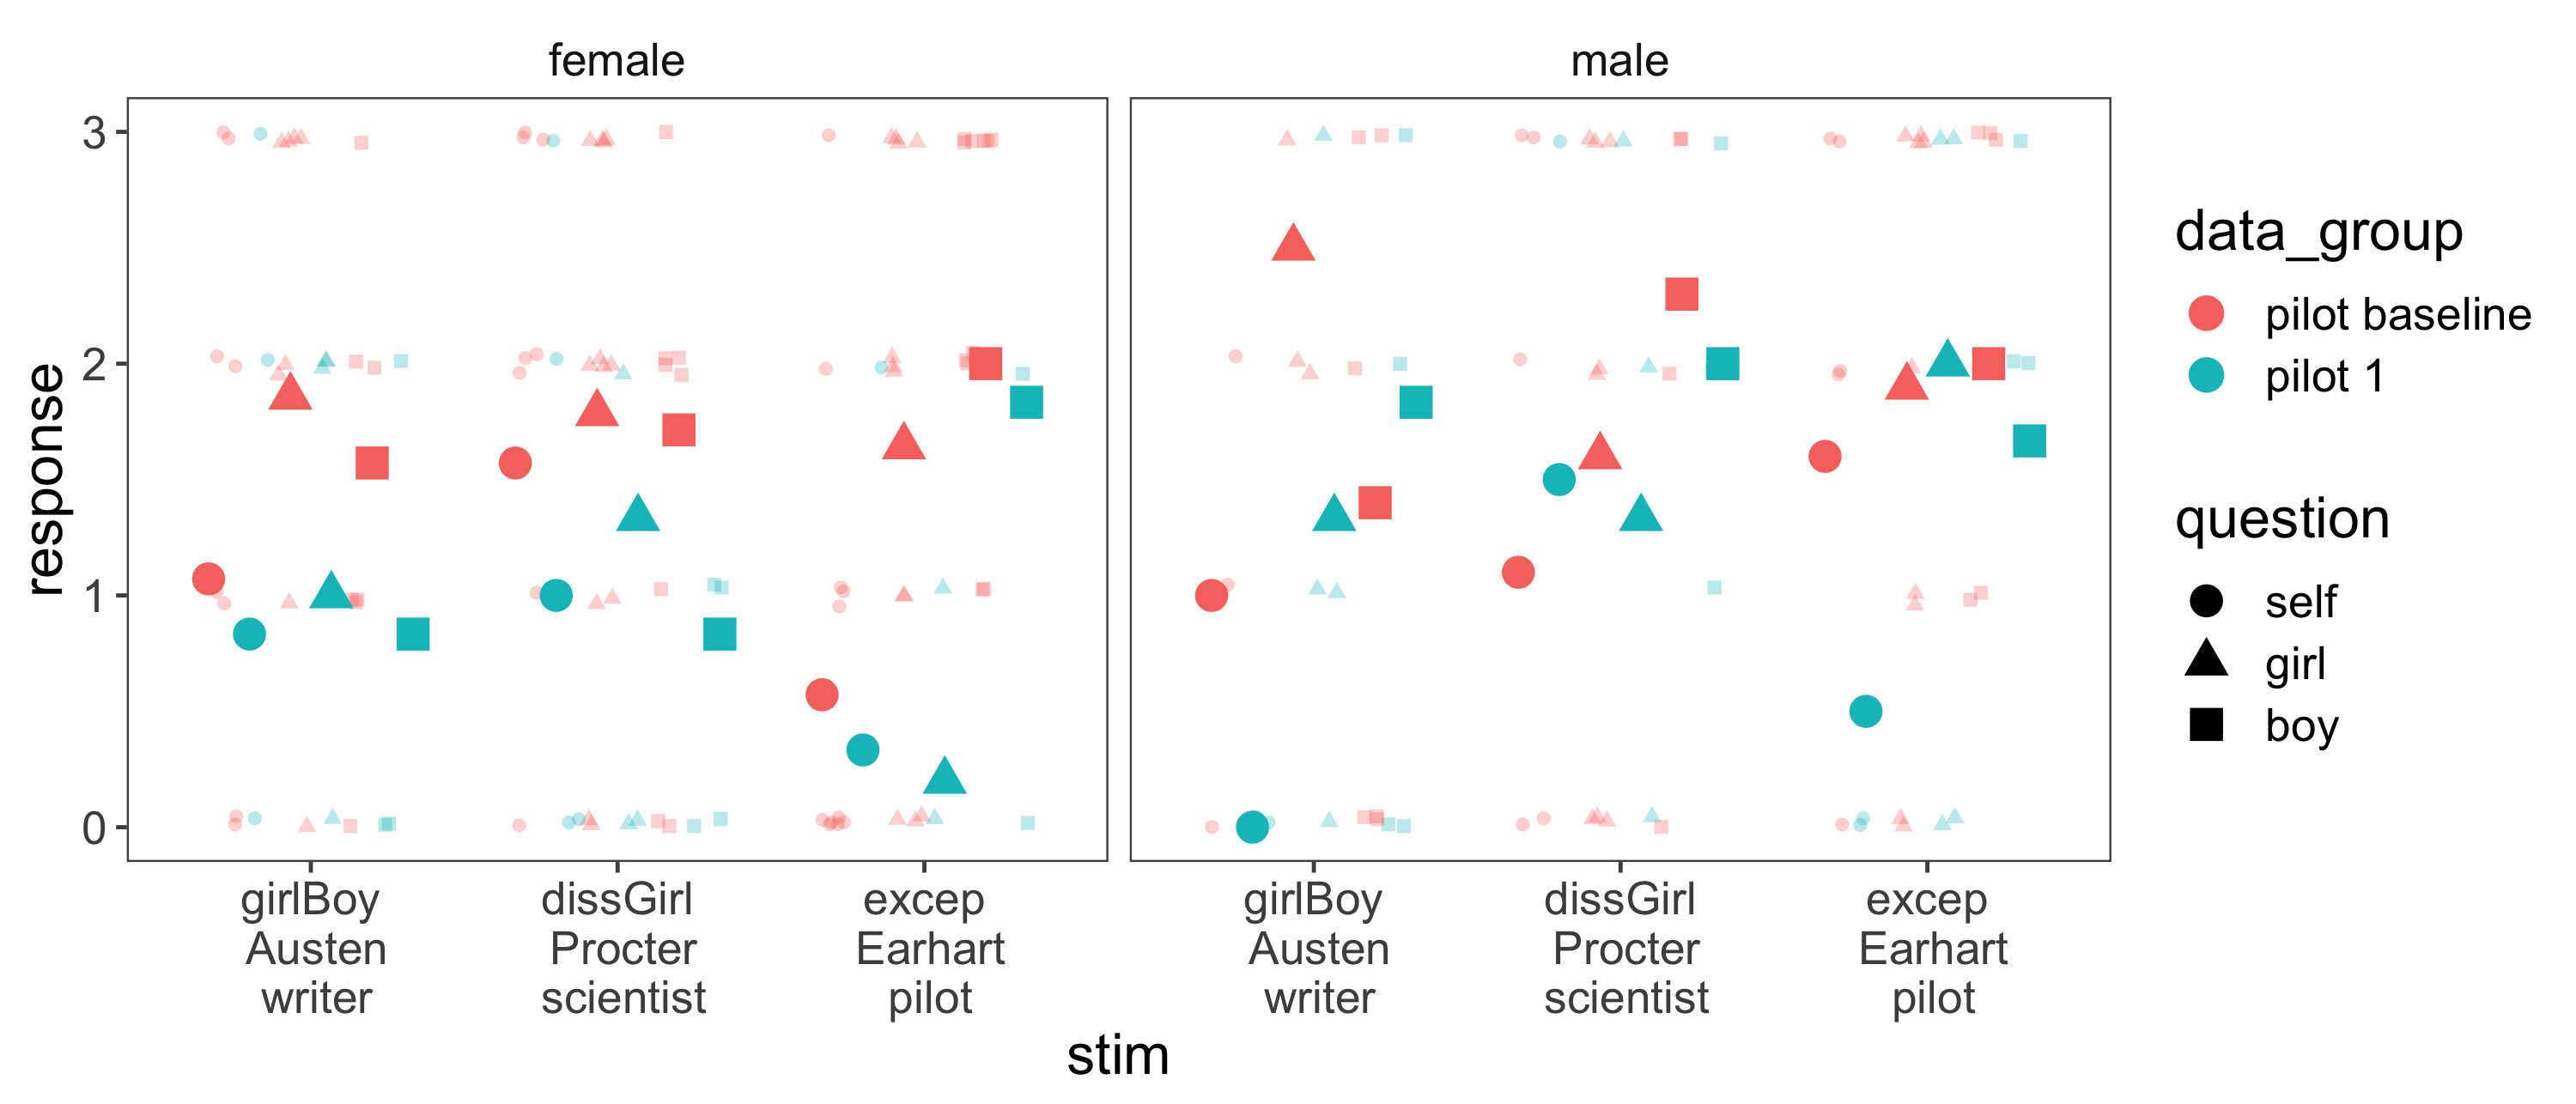 female
male
response
3
2
1
0
girlBoy
Austen
writer
dissGirl
Procter
scientist
excep
Earhart
pilot
girlBoy
Austen
writer
dissGirl
Procter
scientist
excep
Earhart
pilot
stim
data_group
pilot baseline
pilot 1
question
self
girl
boy